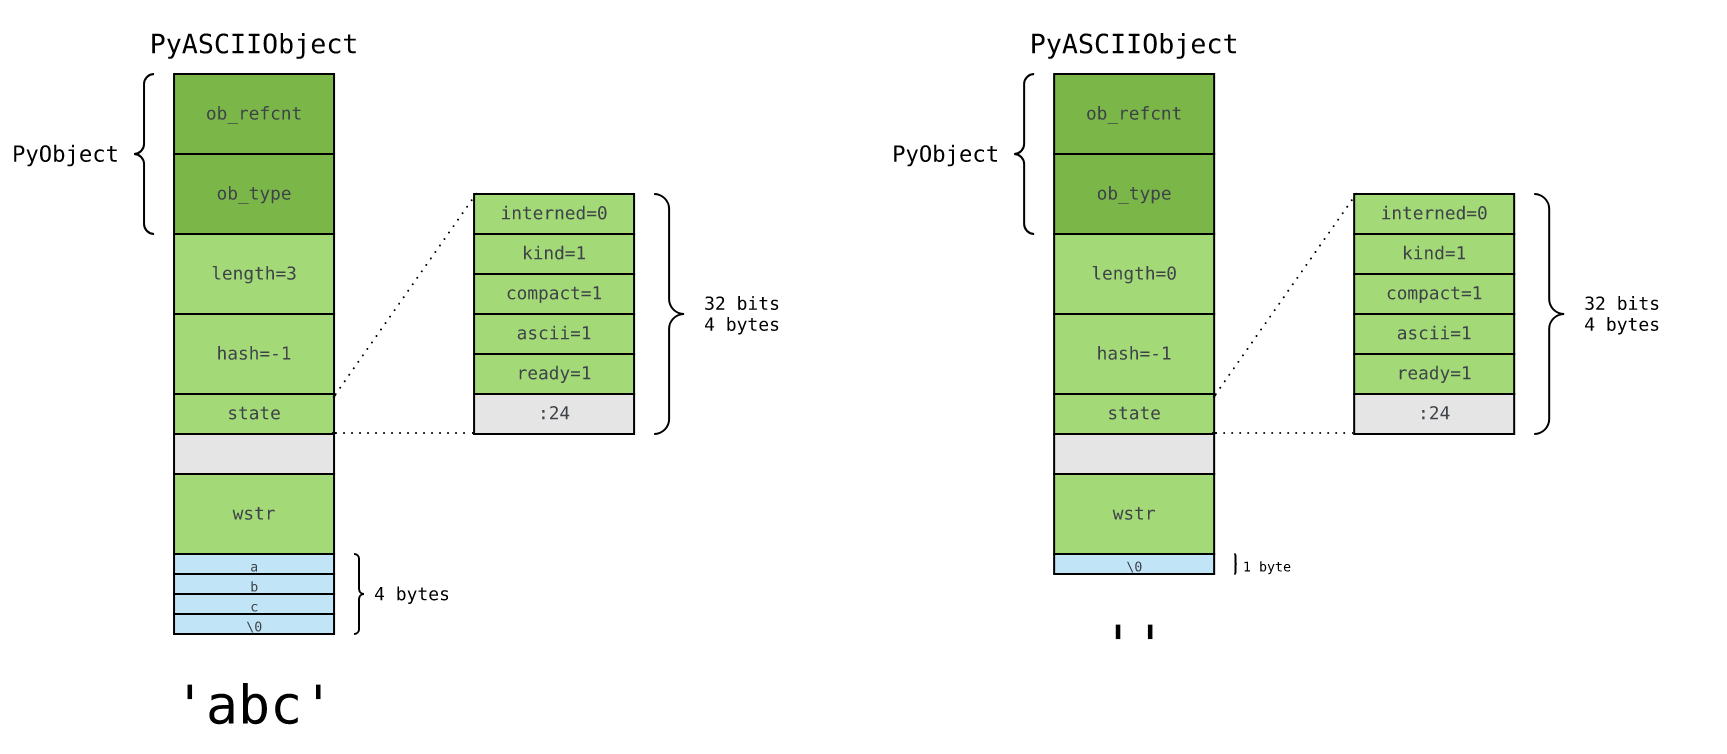 PyASCIIObject
PyObject
ob_refcnt
ob_type
length=3
hash=-1
state
wstr
a
b
c
\0
4 bytes
interned=0
kind=1
compact=1
ascii=1
ready=1
:24
32 bits
4 bytes
'abc'
PyASCIIObject
PyObject
ob_refcnt
ob_type
length=0
hash=-1
state
wstr
\0
1 byte
interned=0
kind=1
compact=1
ascii=1
ready=1
:24
32 bits
4 bytes
''